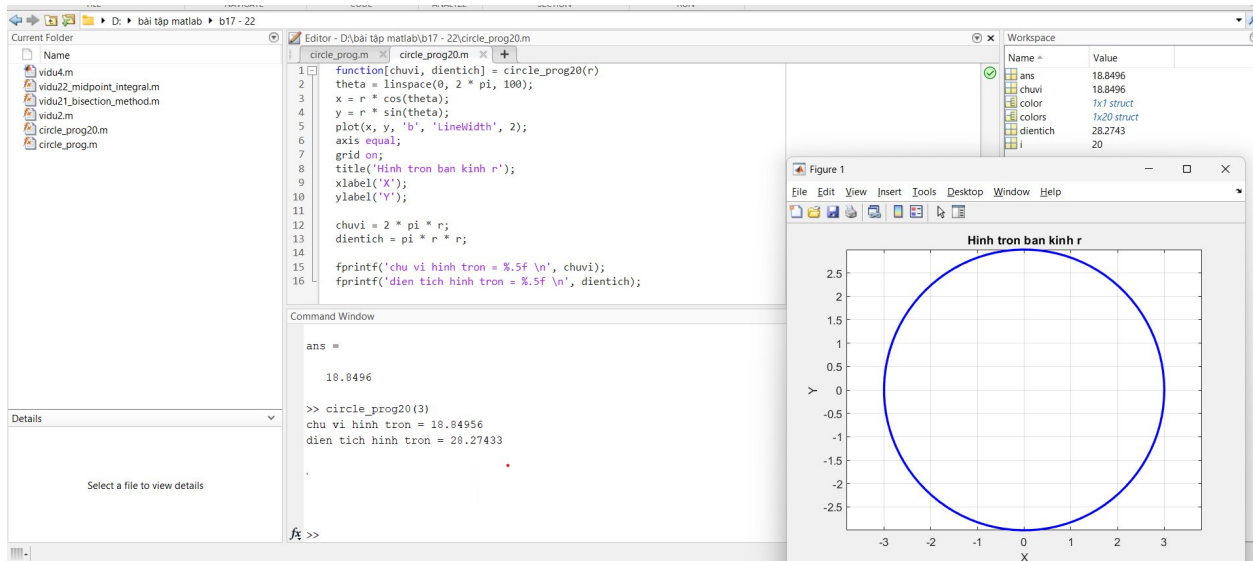 D: ▸ bài tập matlab ▸ b17 - 22
Current Folder
Name
vidu4.m
vidu22_midpoint_integral.m
vidu21_bisection_method.m
vidu2.m
circle_prog20.m
circle_prog.m
Details
Select a file to view details
Editor - D:\bài tập matlab\b17 - 22\circle_prog20.m
circle_prog.m circle_prog20.m
1 function[chuvi, dientich] = circle_prog20(r)
2 theta = linspace(0, 2 * pi, 100);
3 x = r * cos(theta);
4 y = r * sin(theta);
5 plot(x, y, 'b', 'LineWidth', 2);
6 axis equal;
7 grid on;
8 title('Hinh tron ban kinh r');
9 xlabel('X');
10 ylabel('Y');
11
12 chuvi = 2 * pi * r;
13 dientich = pi * r * r;
14
15 fprintf('chu vi hinh tron = %.5f \n', chuvi);
16 fprintf('dien tich hinh tron = %.5f \n', dientich);
Command Window
ans =
18.8496
>> circle_prog20(3)
chu vi hinh tron = 18.84956
dien tich hinh tron = 28.27433
fx >>
Workspace
Name Value
ans 18.8496
chuvi 18.8496
color 1x1 struct
colors 1x20 struct
dientich 28.2743
i 20
Figure 1
File Edit View Insert Tools Desktop Window Help
Hinh tron ban kinh r
2.5
2
1.5
1
0.5
0
-0.5
-1
-1.5
-2
-2.5
Y
-3 -2 -1 0 1 2 3
X